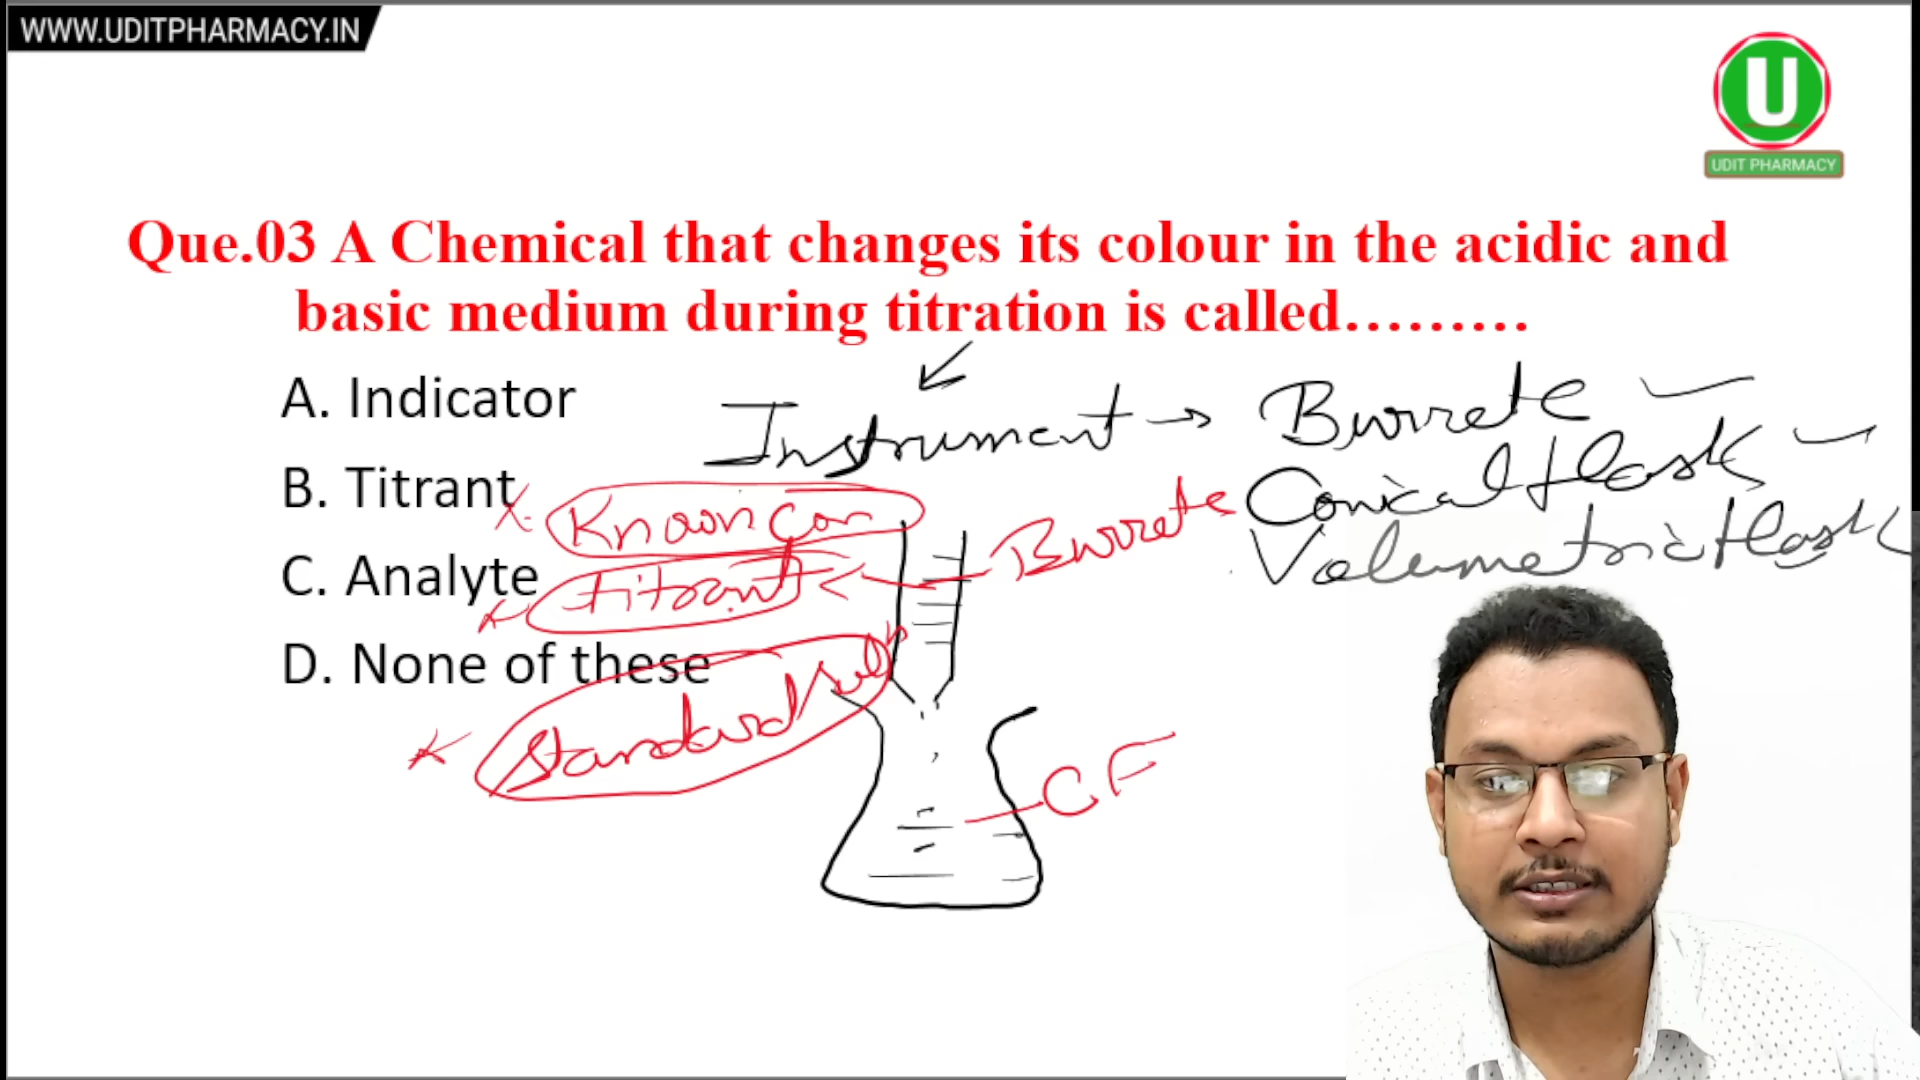 WWW.UDITPHARMACY.IN
U
UDIT PHARMACY
Que.03 A Chemical that changes its colour in the acidic and
basic medium during titration is called………
A. Indicator
B. Titrant
C. Analyte
D. None of these
Instrument → Burrete
Conical flask
Volumetric flask
Known Con
titrant
Burrete
Standard Sol
CF